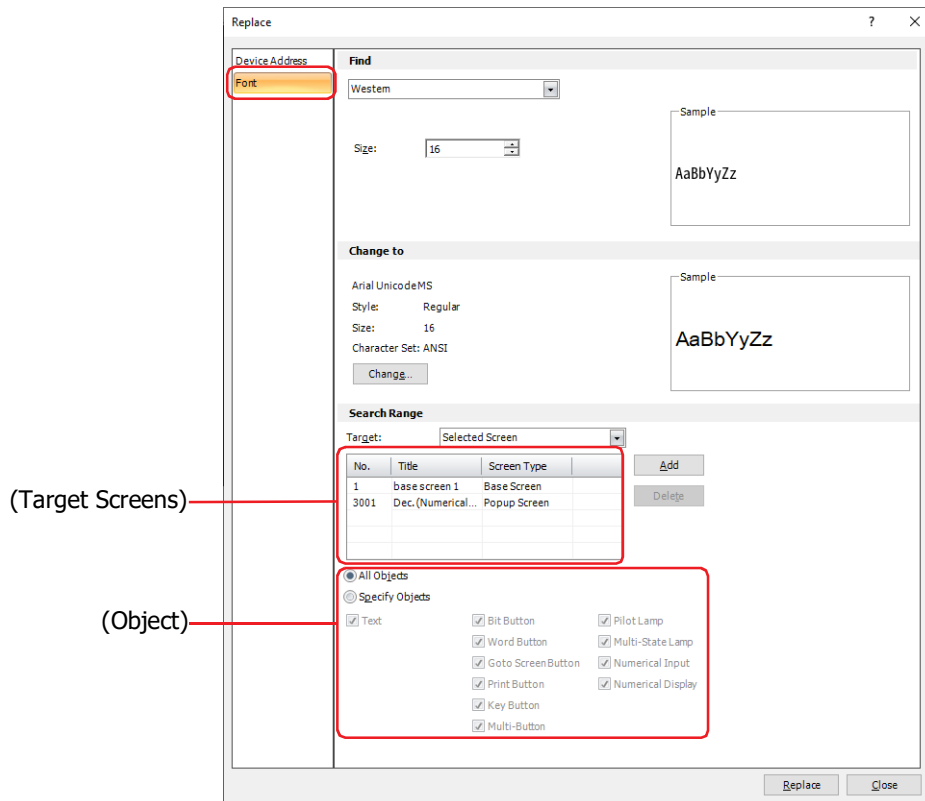 Replace
?
Device Address
Font
Find
Western
Size:
16
Sample
AaBbYyZz
Change to
Arial UnicodeMS
Style: Regular
Size: 16
Character Set: ANSI
Change...
Sample
AaBbYyZz
Search Range
Target: Selected Screen
No. Title Screen Type
1 base screen 1 Base Screen
3001 Dec.(Numerical... Popup Screen
Add
Delete
(Target Screens)
All Objects
Specify Objects
(Object)
Text Bit Button Pilot Lamp
Word Button Multi-State Lamp
Goto Screen Button Numerical Input
Print Button Numerical Display
Key Button
Multi-Button
Replace Close